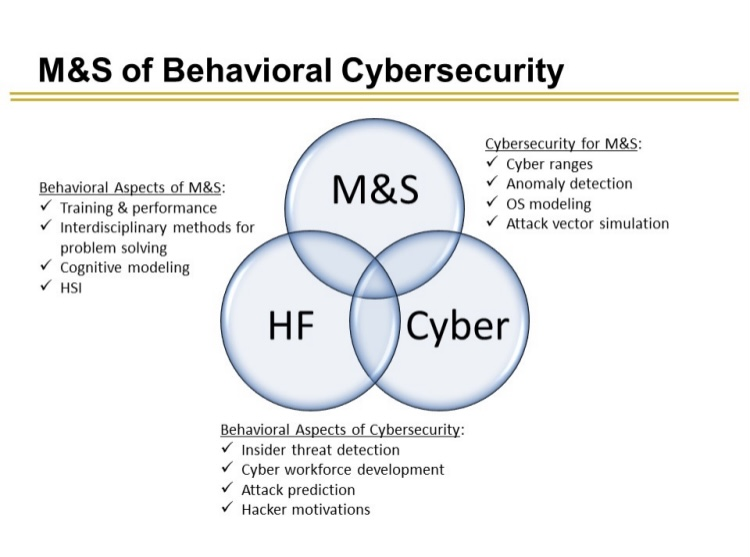 M&S of Behavioral Cybersecurity
Cybersecurity for M&S:
✓ Cyber ranges
✓ Anomaly detection
✓ OS modeling
✓ Attack vector simulation
Behavioral Aspects of M&S:
✓ Training & performance
✓ Interdisciplinary methods for
problem solving
✓ Cognitive modeling
✓ HSI
M&S
HF
Cyber
Behavioral Aspects of Cybersecurity:
✓ Insider threat detection
✓ Cyber workforce development
✓ Attack prediction
✓ Hacker motivations